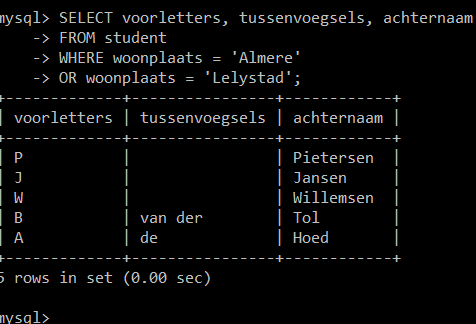 mysql> SELECT voorletters, tussenvoegsels, achternaam
    -> FROM student
    -> WHERE woonplaats = 'Almere'
    -> OR woonplaats = 'Lelystad';
+-------------+----------------+------------+
| voorletters | tussenvoegsels | achternaam |
+-------------+----------------+------------+
| P           |                | Pietersen  |
| J           |                | Jansen     |
| W           |                | Willemsen  |
| B           | van der        | Tol        |
| A           | de             | Hoed       |
+-------------+----------------+------------+
5 rows in set (0.00 sec)
mysql>